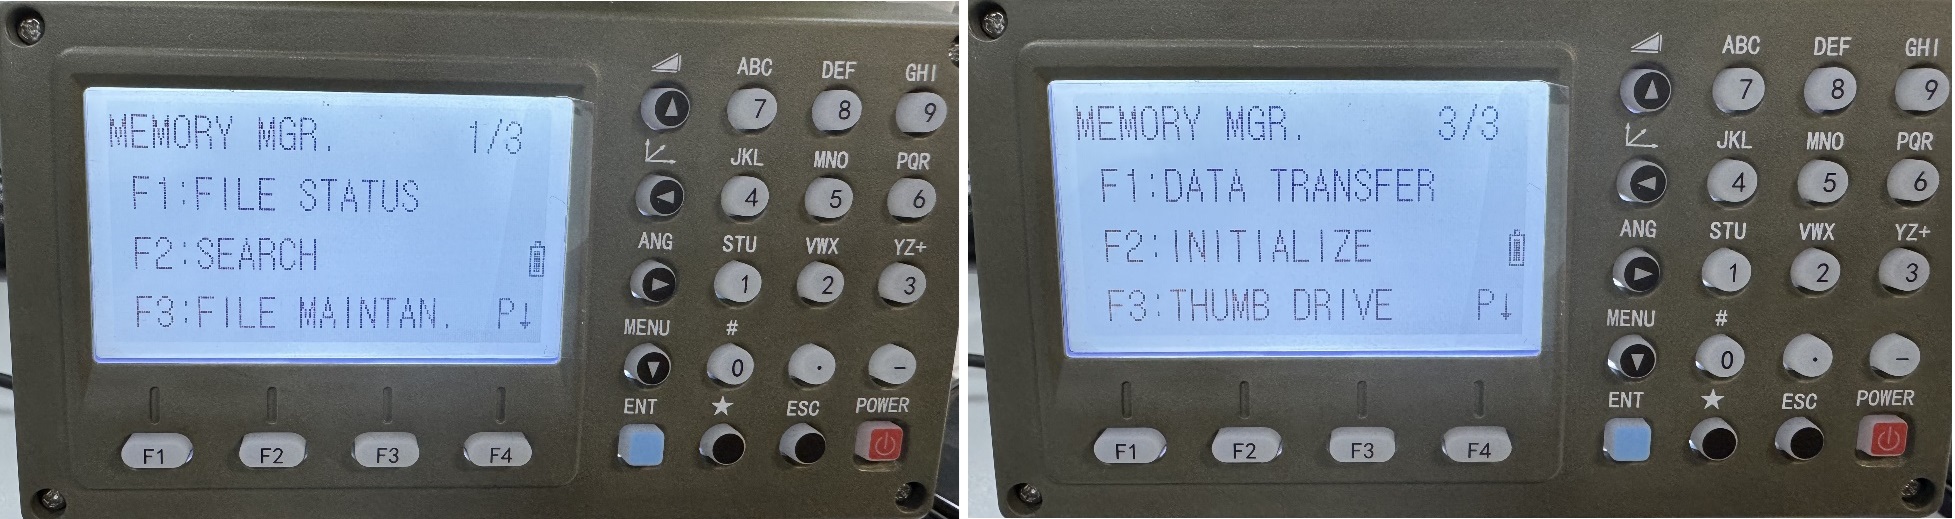 MEMORY MGR. 1/3
F1:FILE STATUS
F2:SEARCH
F3:FILE MAINTAN. P↓
F1 F2 F3 F4
ABC DEF GHI
7 8 9
JKL MNO PQR
4 5 6
ANG STU VWX YZ+
1 2 3
MENU #
0 . -
ENT ★ ESC POWER
MEMORY MGR. 3/3
F1:DATA TRANSFER
F2:INITIALIZE
F3:THUMB DRIVE P↓
F1 F2 F3 F4
ABC DEF GHI
7 8 9
JKL MNO PQR
4 5 6
ANG STU VWX YZ+
1 2 3
MENU #
0 . -
ENT ★ ESC POWER